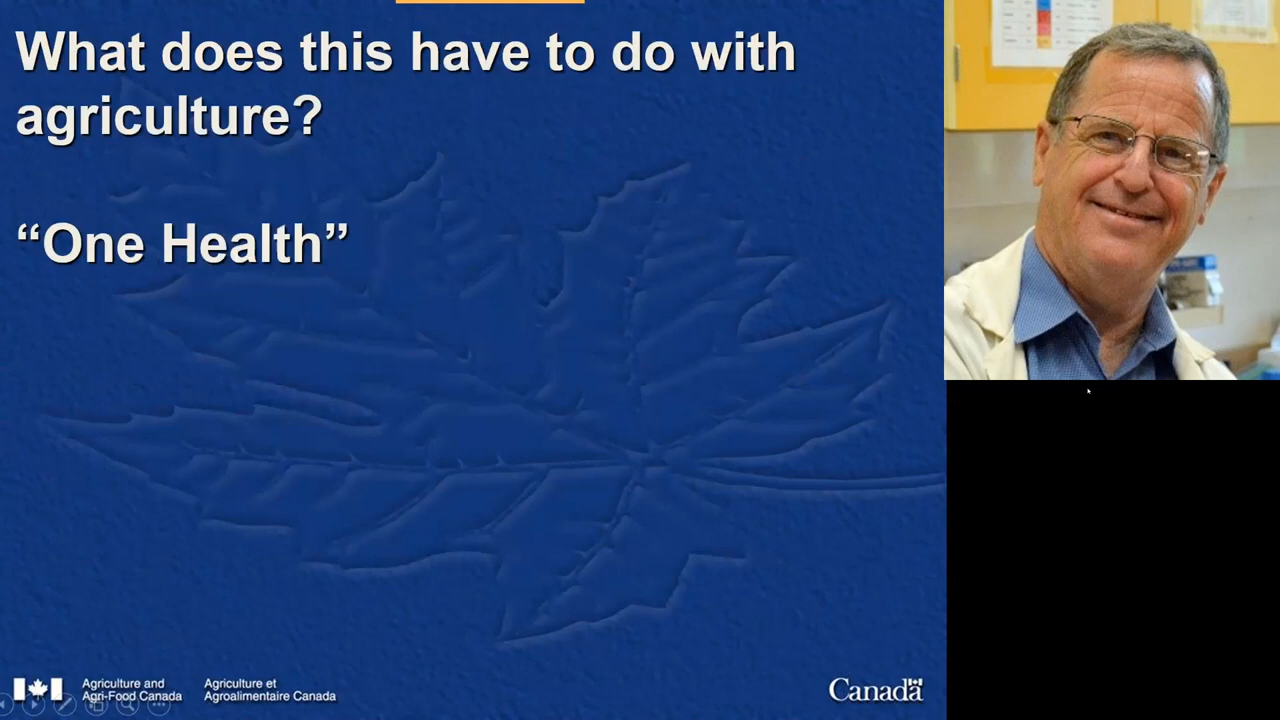 What does this have to do with
agriculture?
“One Health”
Agriculture and
Agri-Food Canada
Agriculture et
Agroalimentaire Canada
Canada